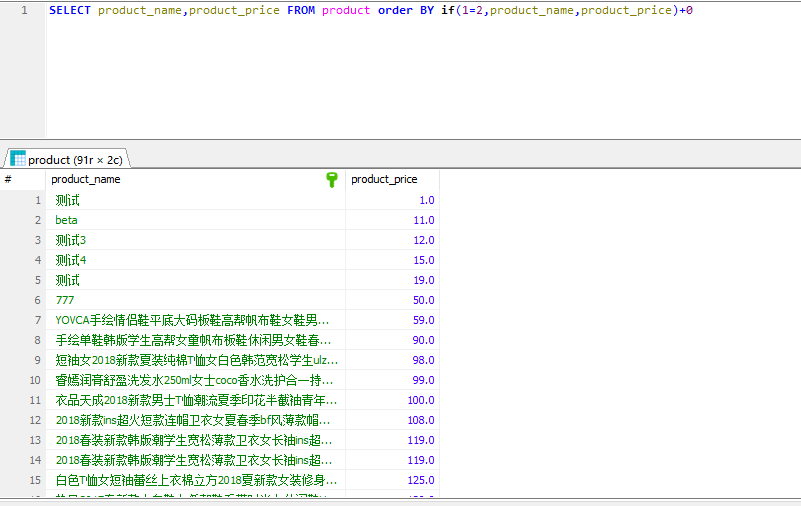 1 SELECT product_name,product_price FROM product order BY if(1=2,product_name,product_price)+0
product (91r × 2c)
# product_name product_price
1 测试 1.0
2 beta 11.0
3 测试3 12.0
4 测试4 15.0
5 测试 19.0
6 777 50.0
7 YOVCA手绘情侣鞋平底大码板鞋高帮帆布鞋女鞋男... 59.0
8 手绘单鞋韩版学生高帮女童帆布板鞋休闲男女鞋春... 90.0
9 短袖女2018新款夏装纯棉T恤女白色韩范宽松学生ulz... 98.0
10 睿嫣润膏舒盈洗发水250ml女士coco香水洗护合一持... 99.0
11 衣品天成2018新款男士T恤潮流夏季印花半截袖青年... 100.0
12 2018新款ins超火短款连帽卫衣女夏春季bf风薄款帽... 108.0
13 2018春装新款韩版潮学生宽松薄款卫衣女长袖ins超... 119.0
14 2018春装新款韩版潮学生宽松薄款卫衣女长袖ins超... 119.0
15 白色T恤女短袖蕾丝上衣棉立方2018夏新款女装修身... 125.0